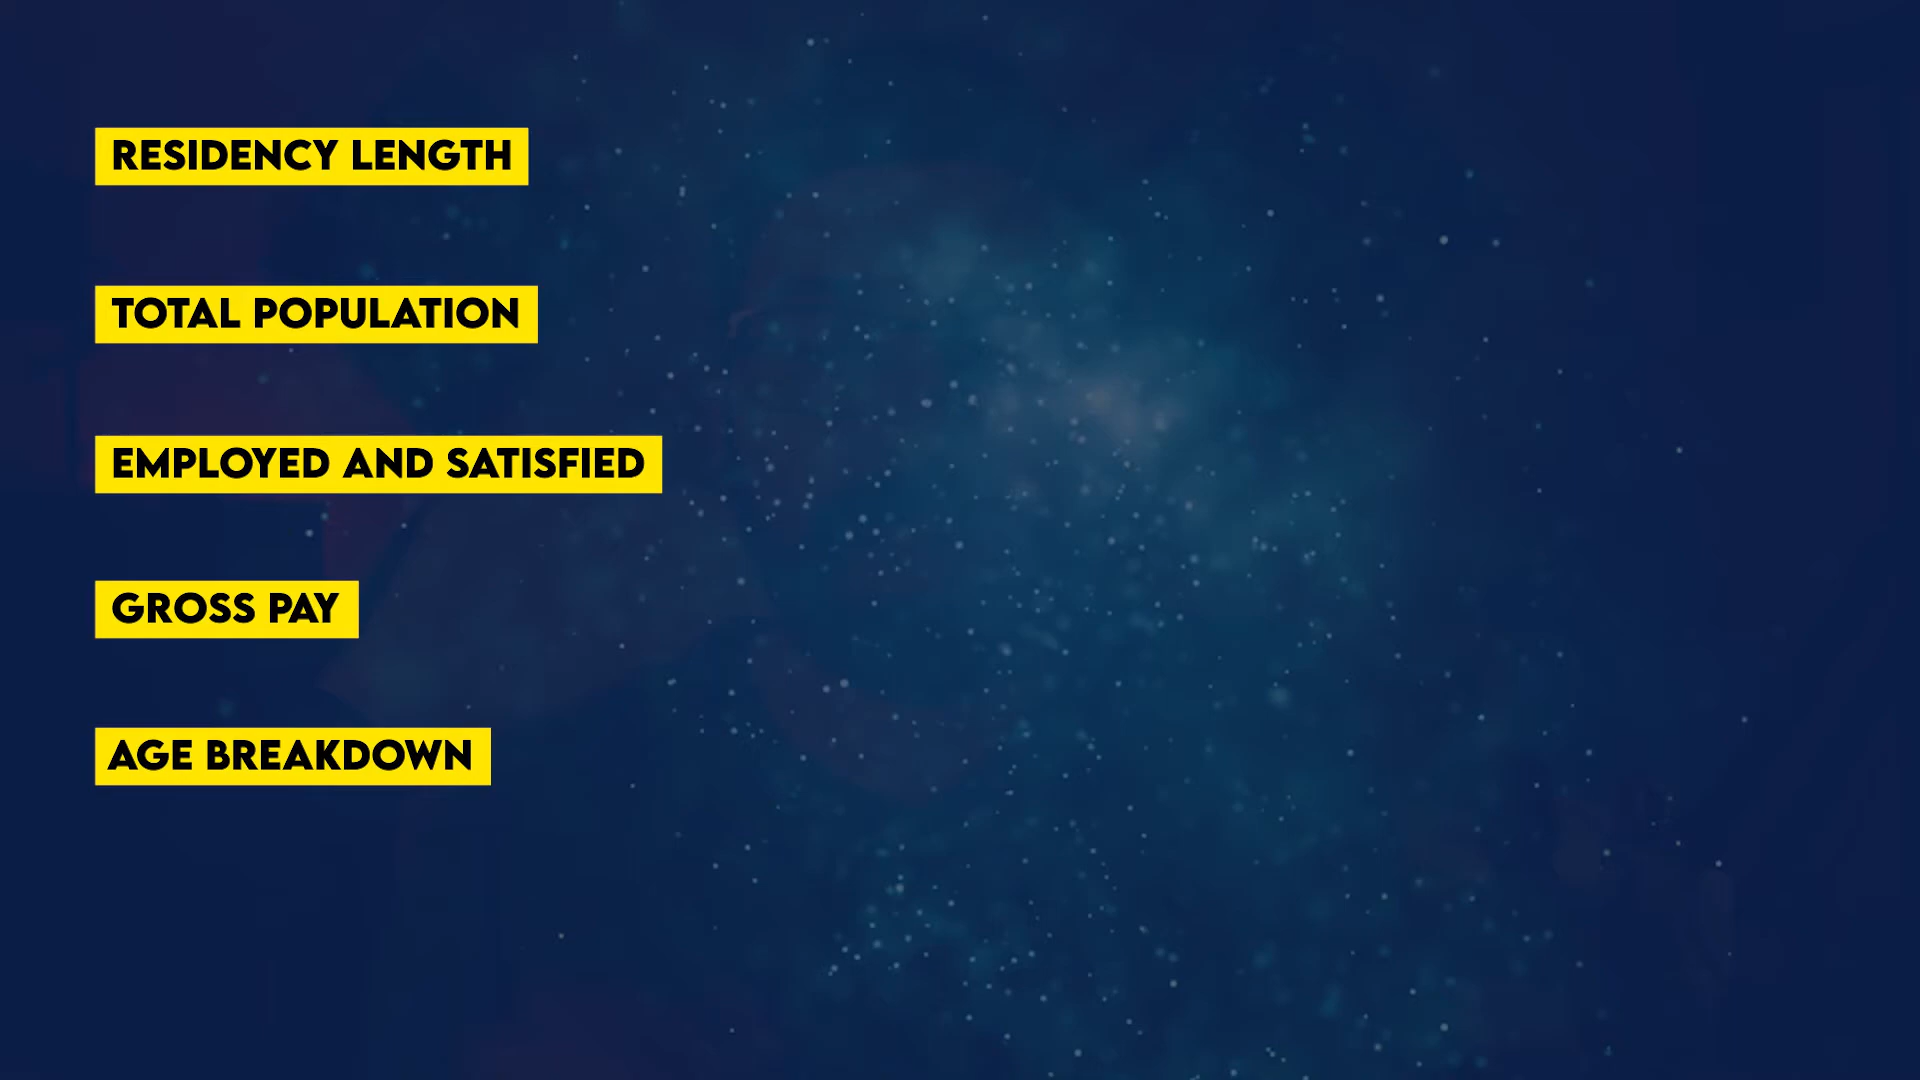 RESIDENCY LENGTH
TOTAL POPULATION
EMPLOYED AND SATISFIED
GROSS PAY
AGE BREAKDOWN